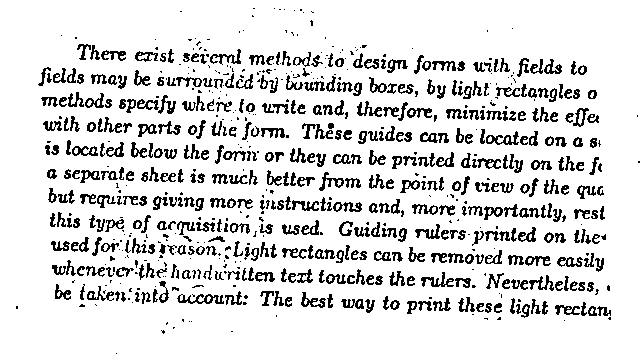 There exist several methods to design forms with fields to
fields may be surrounded by bounding boxes, by light rectangles o
methods specify where to write and, therefore, minimize the effe
with other parts of the form. These guides can be located on a s
is located below the form or they can be printed directly on the fo
a separate sheet is much better from the point of view of the qua
but requires giving more instructions and, more importantly, rest
this type of acquisition is used. Guiding rulers printed on the
used for this reason. Light rectangles can be removed more easily
whenever the handwritten text touches the rulers. Nevertheless,
be taken into account: The best way to print these light rectan